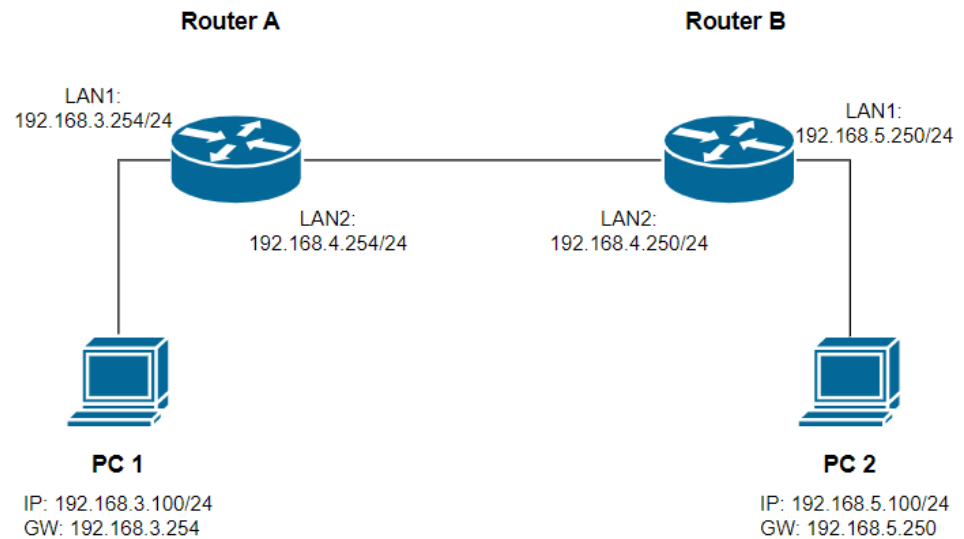 Router A
Router B
LAN1:
192.168.3.254/24
LAN1:
192.168.5.250/24
LAN2:
192.168.4.254/24
LAN2:
192.168.4.250/24
PC 1
IP: 192.168.3.100/24
GW: 192.168.3.254
PC 2
IP: 192.168.5.100/24
GW: 192.168.5.250